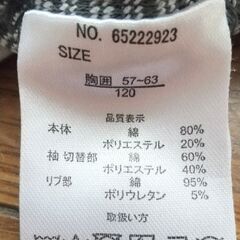 NO. 65222923
SIZE
胸囲 57~63
120
品質表示
本体 綿 80%
ポリエステル 20%
袖 切替部 綿 60%
ポリエステル 40%
リブ部 綿 95%
ポリウレタン 5%
取扱い方